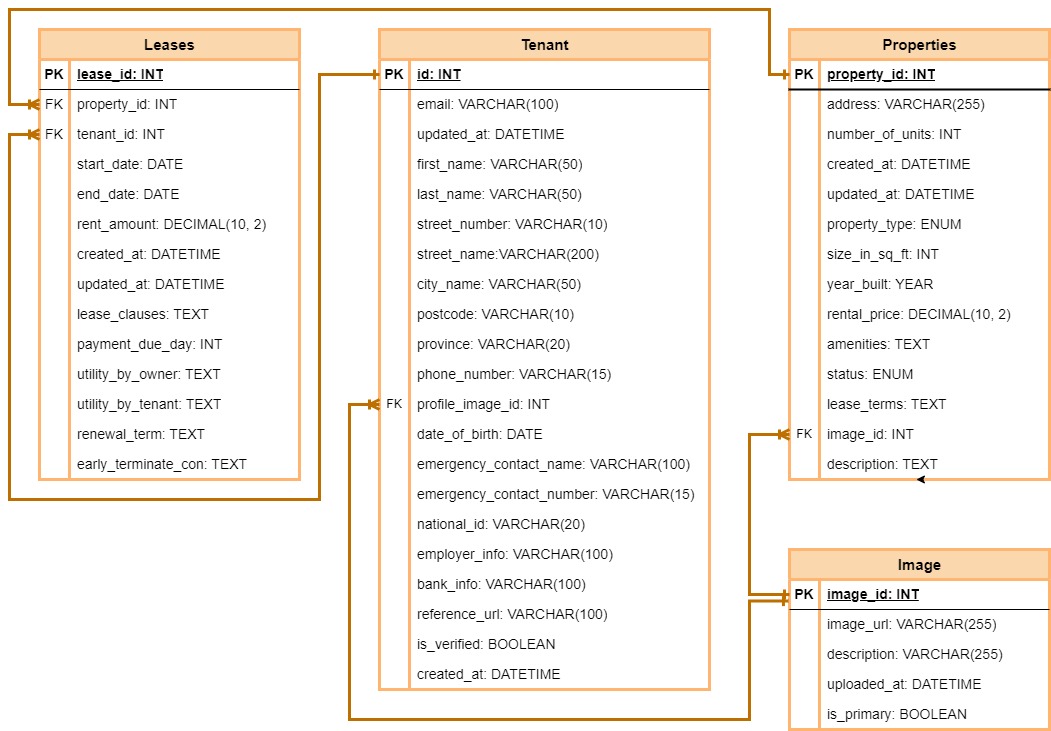 Leases
PK lease_id: INT
FK property_id: INT
FK tenant_id: INT
start_date: DATE
end_date: DATE
rent_amount: DECIMAL(10, 2)
created_at: DATETIME
updated_at: DATETIME
lease_clauses: TEXT
payment_due_day: INT
utility_by_owner: TEXT
utility_by_tenant: TEXT
renewal_term: TEXT
early_terminate_con: TEXT
Tenant
PK id: INT
email: VARCHAR(100)
updated_at: DATETIME
first_name: VARCHAR(50)
last_name: VARCHAR(50)
street_number: VARCHAR(10)
street_name:VARCHAR(200)
city_name: VARCHAR(50)
postcode: VARCHAR(10)
province: VARCHAR(20)
phone_number: VARCHAR(15)
FK profile_image_id: INT
date_of_birth: DATE
emergency_contact_name: VARCHAR(100)
emergency_contact_number: VARCHAR(15)
national_id: VARCHAR(20)
employer_info: VARCHAR(100)
bank_info: VARCHAR(100)
reference_url: VARCHAR(100)
is_verified: BOOLEAN
created_at: DATETIME
Properties
PK property_id: INT
address: VARCHAR(255)
number_of_units: INT
created_at: DATETIME
updated_at: DATETIME
property_type: ENUM
size_in_sq_ft: INT
year_built: YEAR
rental_price: DECIMAL(10, 2)
amenities: TEXT
status: ENUM
lease_terms: TEXT
FK image_id: INT
description: TEXT
Image
PK image_id: INT
image_url: VARCHAR(255)
description: VARCHAR(255)
uploaded_at: DATETIME
is_primary: BOOLEAN